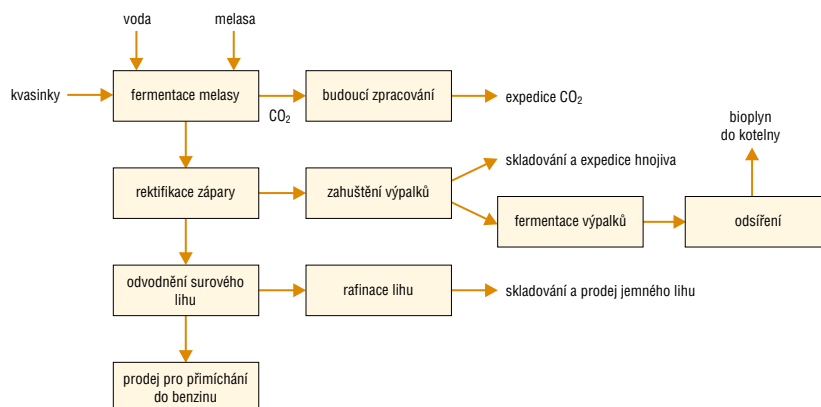 voda
melasa
kvasinky
fermentace melasy
CO₂
budoucí zpracování
expedice CO₂
bioplyn
do kotelny
skladování a expedice hnojiva
rektifikace zápary
zahuštění výpalků
fermentace výpalků
odsíření
odvodnění surového
lihu
rafinace lihu
skladování a prodej jemného lihu
prodej pro přimíchání
do benzinu